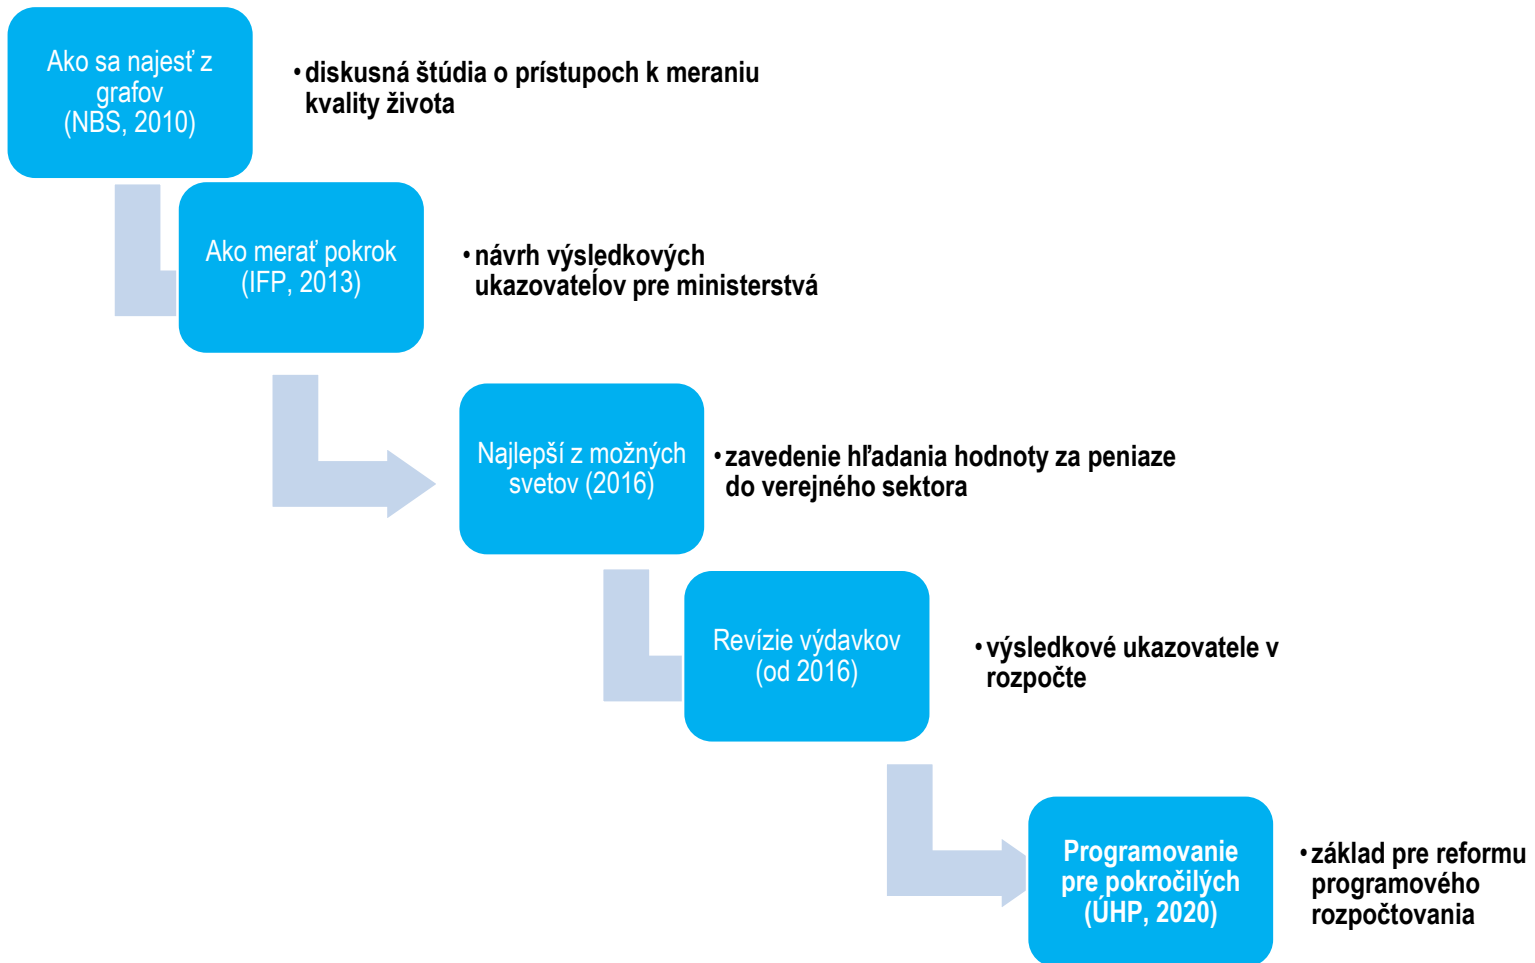 Ako sa najesť z
grafov
(NBS, 2010)
• diskusná štúdia o prístupoch k meraniu
kvality života
Ako merať pokrok
(IFP, 2013)
• návrh výsledkových
ukazovateĺov pre ministerstvá
Najlepší z možných
svetov (2016)
• zavedenie hľadania hodnoty za peniaze
do verejného sektora
Revízie výdavkov
(od 2016)
• výsledkové ukazovatele v
rozpočte
Programovanie
pre pokročilých
(ÚHP, 2020)
• základ pre reformu
programového
rozpočtovania